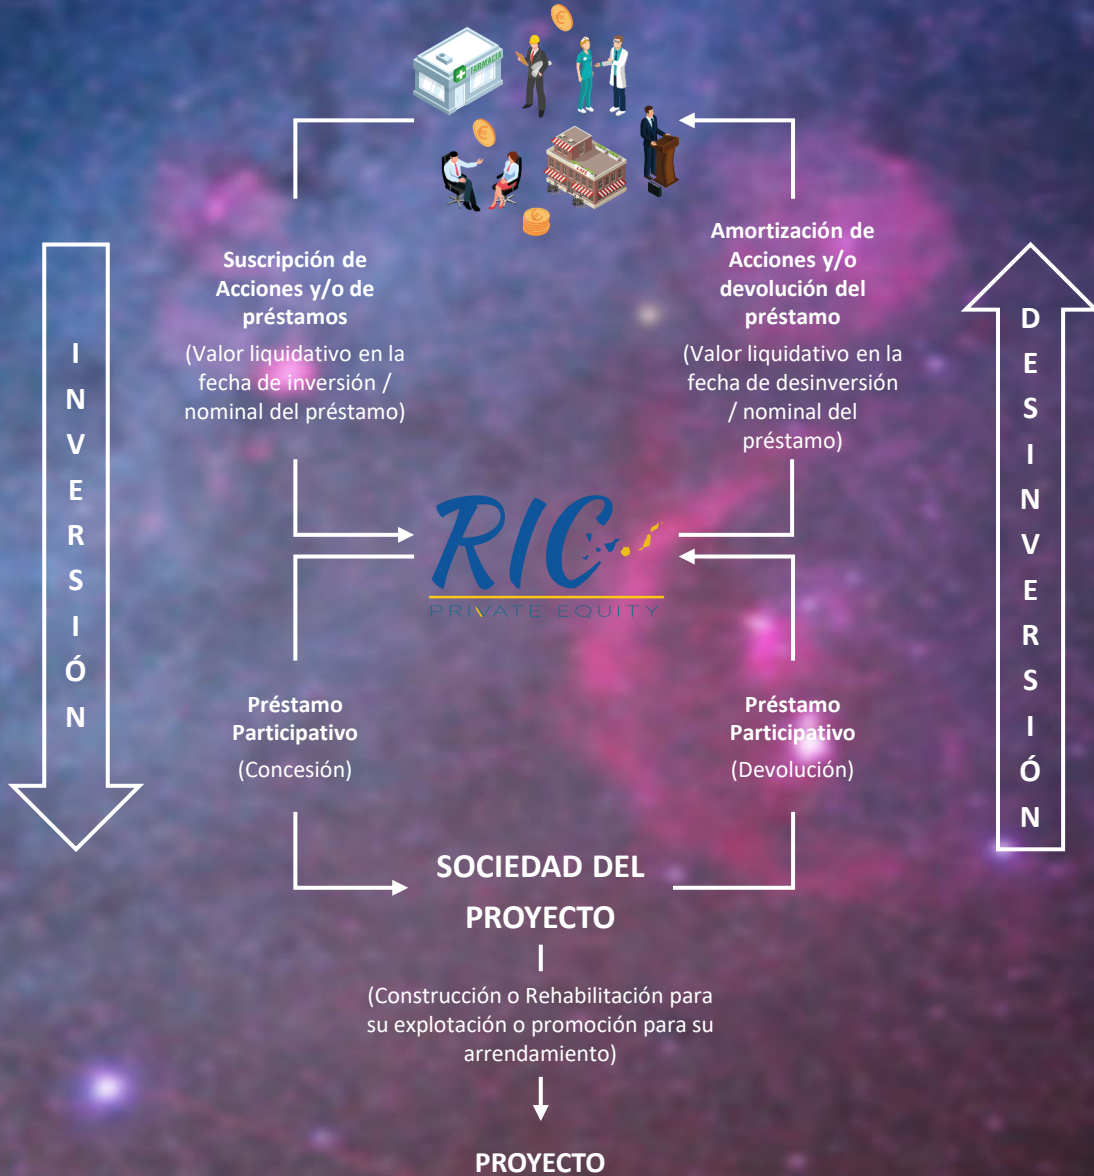 FARMACIA
Suscripción de
Acciones y/o de
préstamos
(Valor liquidativo en la
fecha de inversión /
nominal del préstamo)
Amortización de
Acciones y/o
devolución del
préstamo
(Valor liquidativo en la
fecha de desinversión
/ nominal del
préstamo)
I
N
V
E
R
S
I
Ó
N
D
E
S
I
N
V
E
R
S
I
Ó
N
RIC
PRIVATE EQUITY
Préstamo
Participativo
(Concesión)
Préstamo
Participativo
(Devolución)
SOCIEDAD DEL
PROYECTO
(Construcción o Rehabilitación para
su explotación o promoción para su
arrendamiento)
PROYECTO